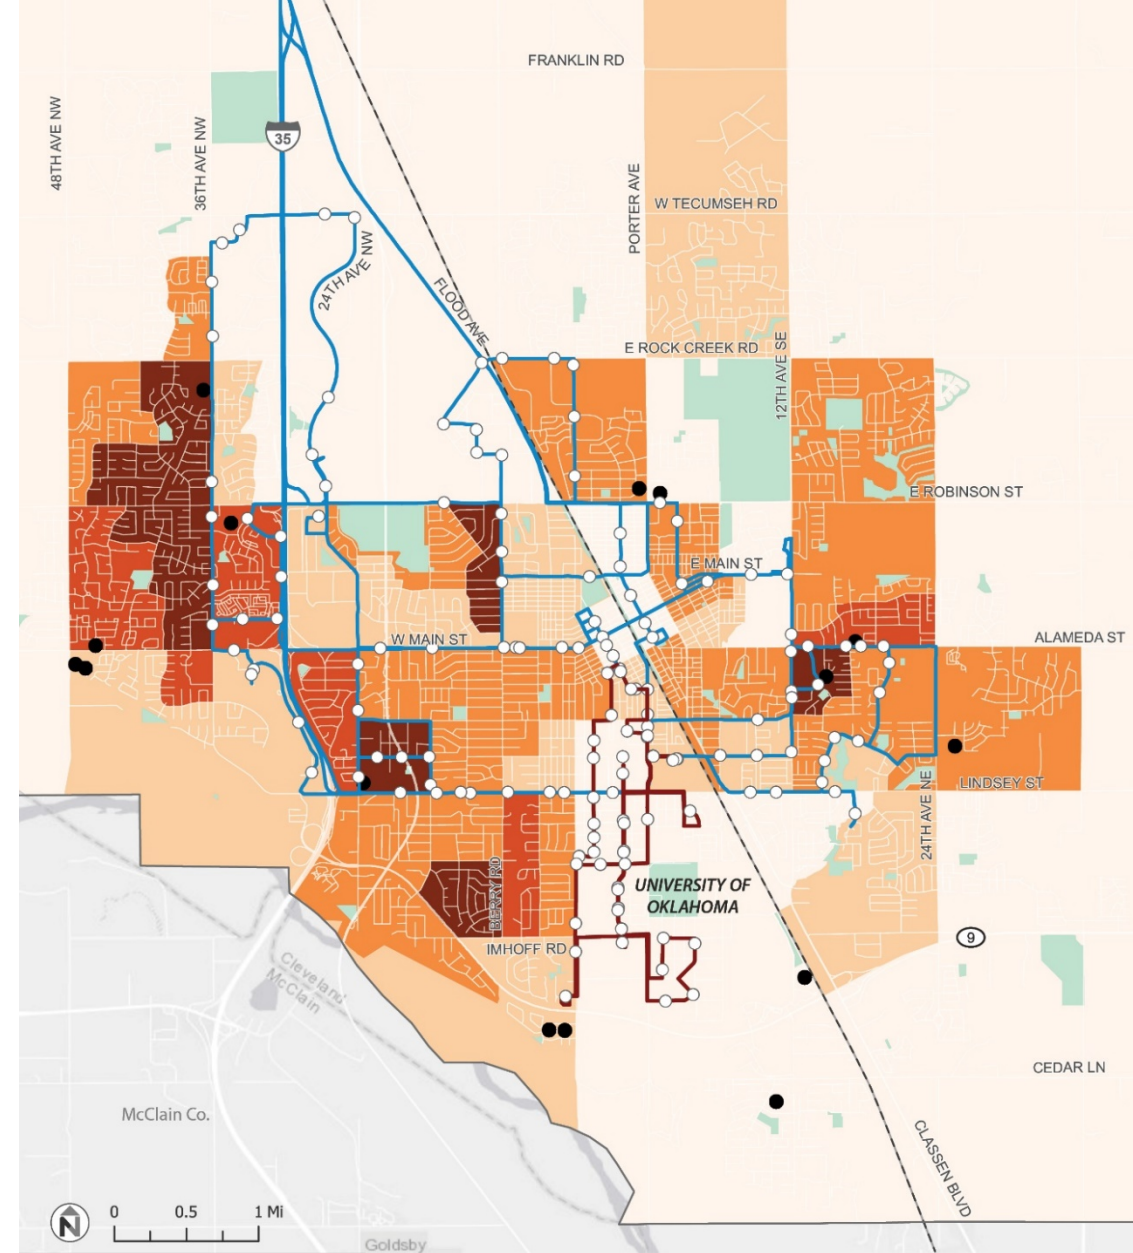 FRANKLIN RD
48TH AVE NW
36TH AVE NW
35
PORTER AVE
W TECUMSEH RD
24TH AVE NW
FLOOD AVE
E ROCK CREEK RD
12TH AVE SE
E ROBINSON ST
E MAIN ST
W MAIN ST
ALAMEDA ST
LINDSEY ST
24TH AVE NE
BERRY RD
UNIVERSITY OF
OKLAHOMA
IMHOFF RD
9
Cleveland
McClain
CEDAR LN
McClain Co.
CLASSEN BLVD
N
0 0.5 1 Mi
Goldsby